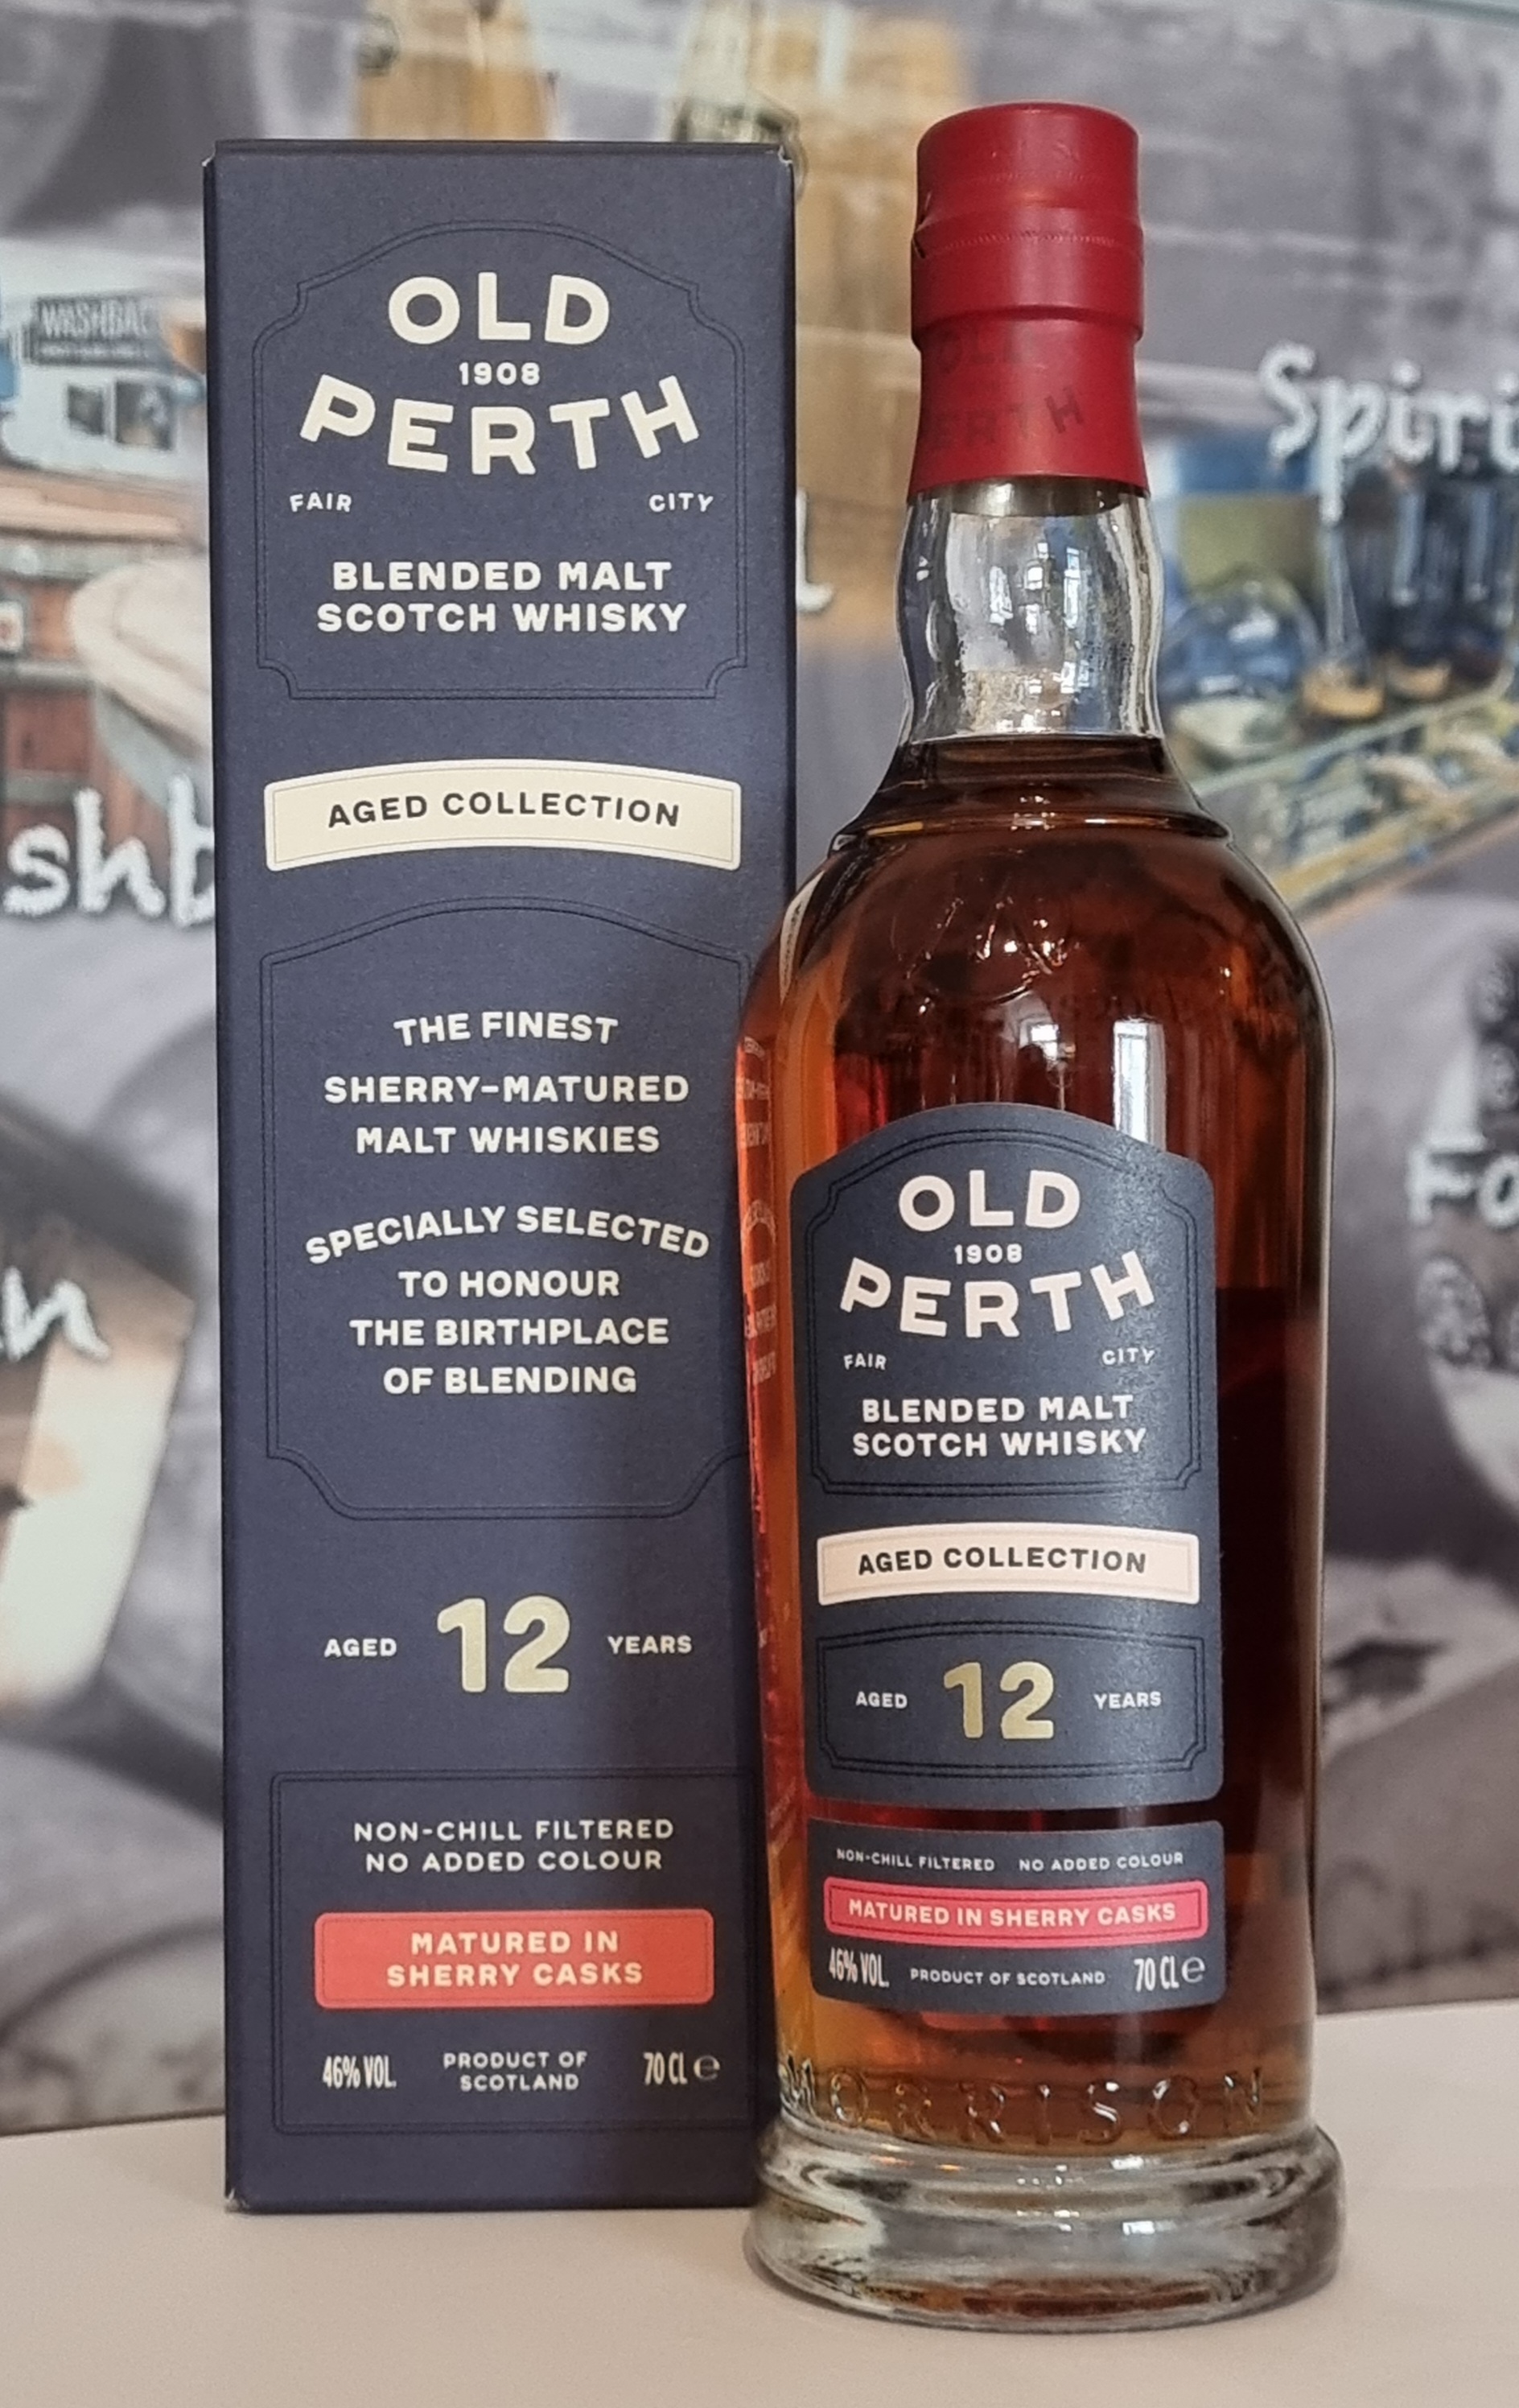 OLD
1908
PERTH
FAIR CITY
BLENDED MALT
SCOTCH WHISKY
AGED COLLECTION
THE FINEST
SHERRY-MATURED
MALT WHISKIES
SPECIALLY SELECTED
TO HONOUR
THE BIRTHPLACE
OF BLENDING
AGED 12 YEARS
NON-CHILL FILTERED
NO ADDED COLOUR
MATURED IN
SHERRY CASKS
46% VOL. PRODUCT OF
SCOTLAND 70 CL e
OLD
PERTH
OLD
1908
PERTH
FAIR CITY
BLENDED MALT
SCOTCH WHISKY
AGED COLLECTION
AGED 12 YEARS
NON-CHILL FILTERED NO ADDED COLOUR
MATURED IN SHERRY CASKS
46% VOL. PRODUCT OF SCOTLAND 70 CL e
MORRISON